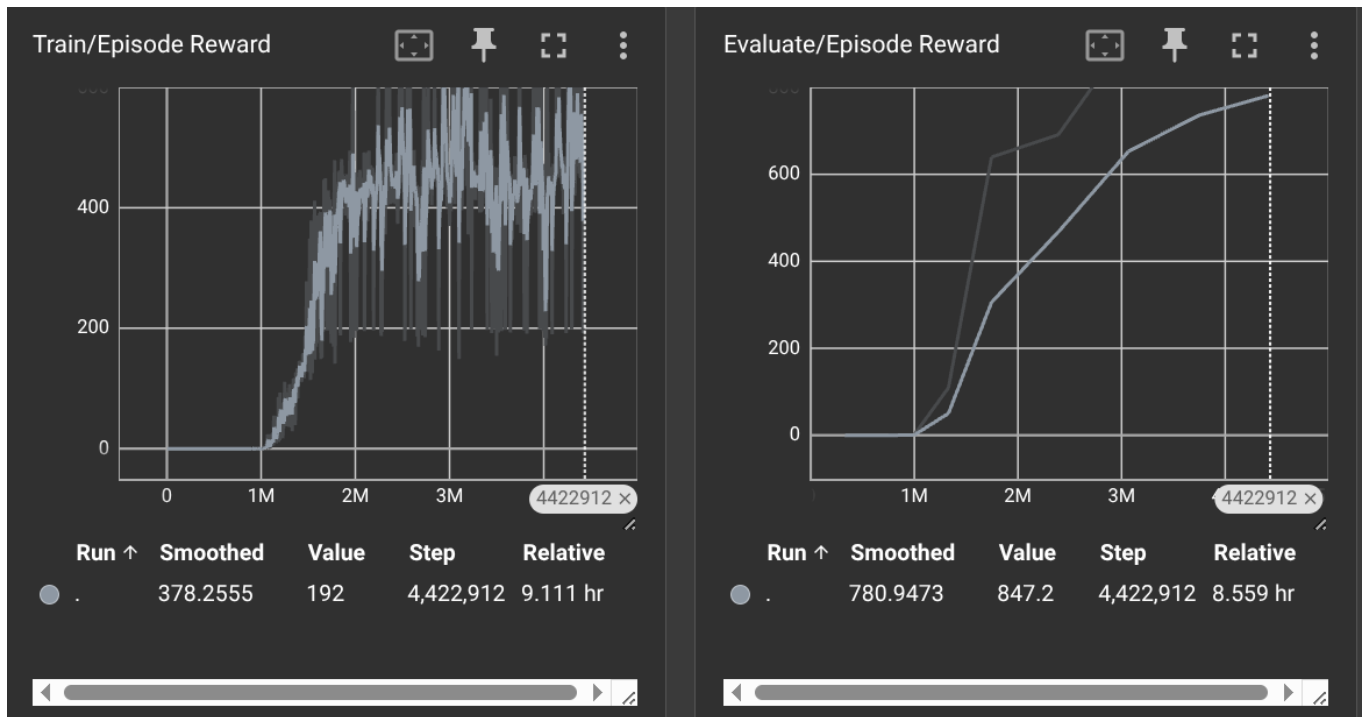 Train/Episode Reward
400
200
0
0 1M 2M 3M 4422912 ×
Run ↑ Smoothed Value Step Relative
. 378.2555 192 4,422,912 9.111 hr
Evaluate/Episode Reward
600
400
200
0
1M 2M 3M 4422912 ×
Run ↑ Smoothed Value Step Relative
. 780.9473 847.2 4,422,912 8.559 hr